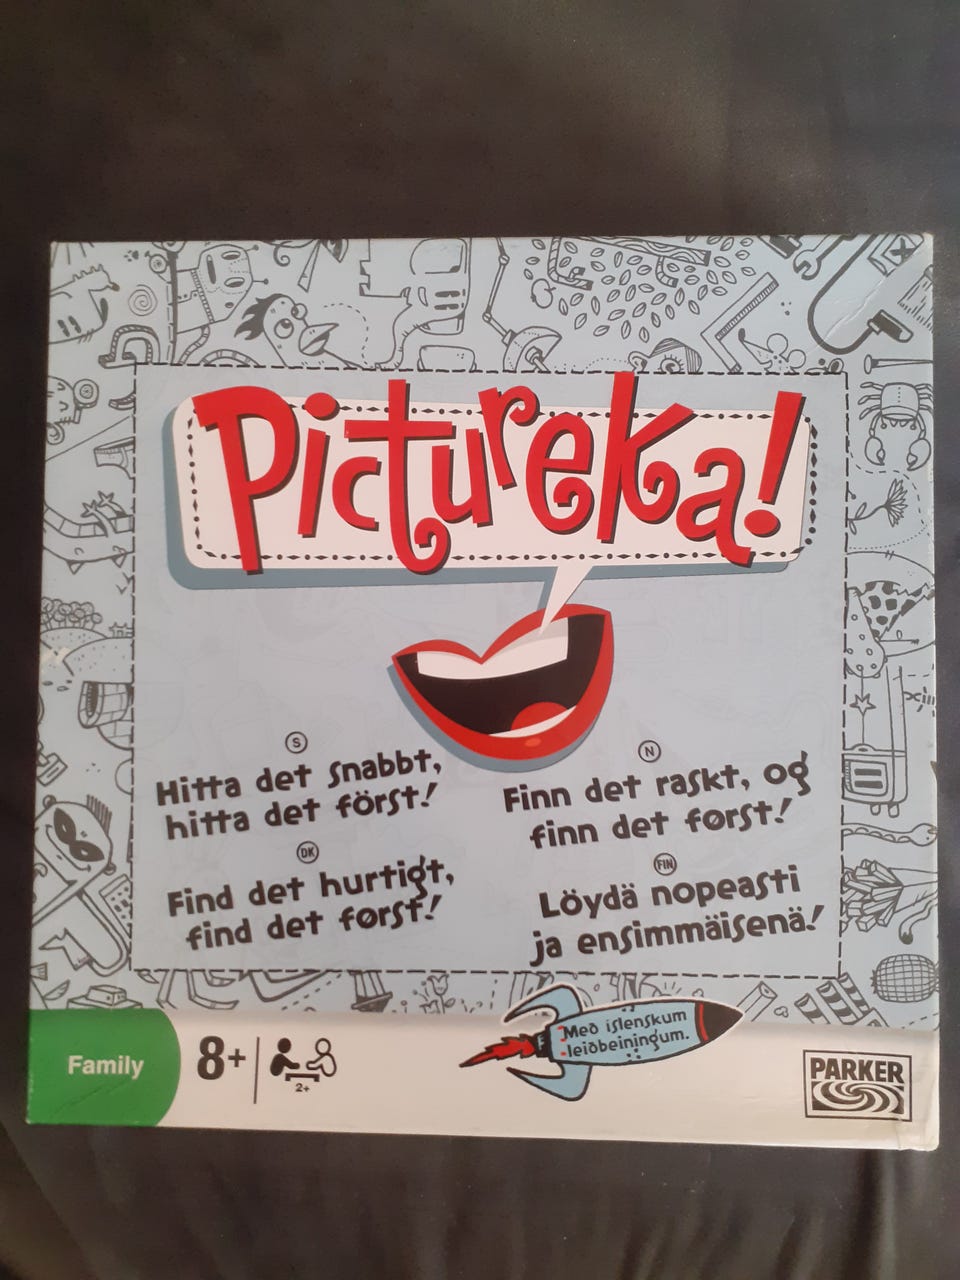 Pictureka!
S
Hitta det snabbt,
hitta det först!
DK
Find det hurtigt,
find det først!
N
Finn det raskt, og
finn det først!
FIN
Löydä nopeasti
ja ensimmäisenä!
Með íslenskum
leiðbeiningum.
Family
8+
2+
PARKER